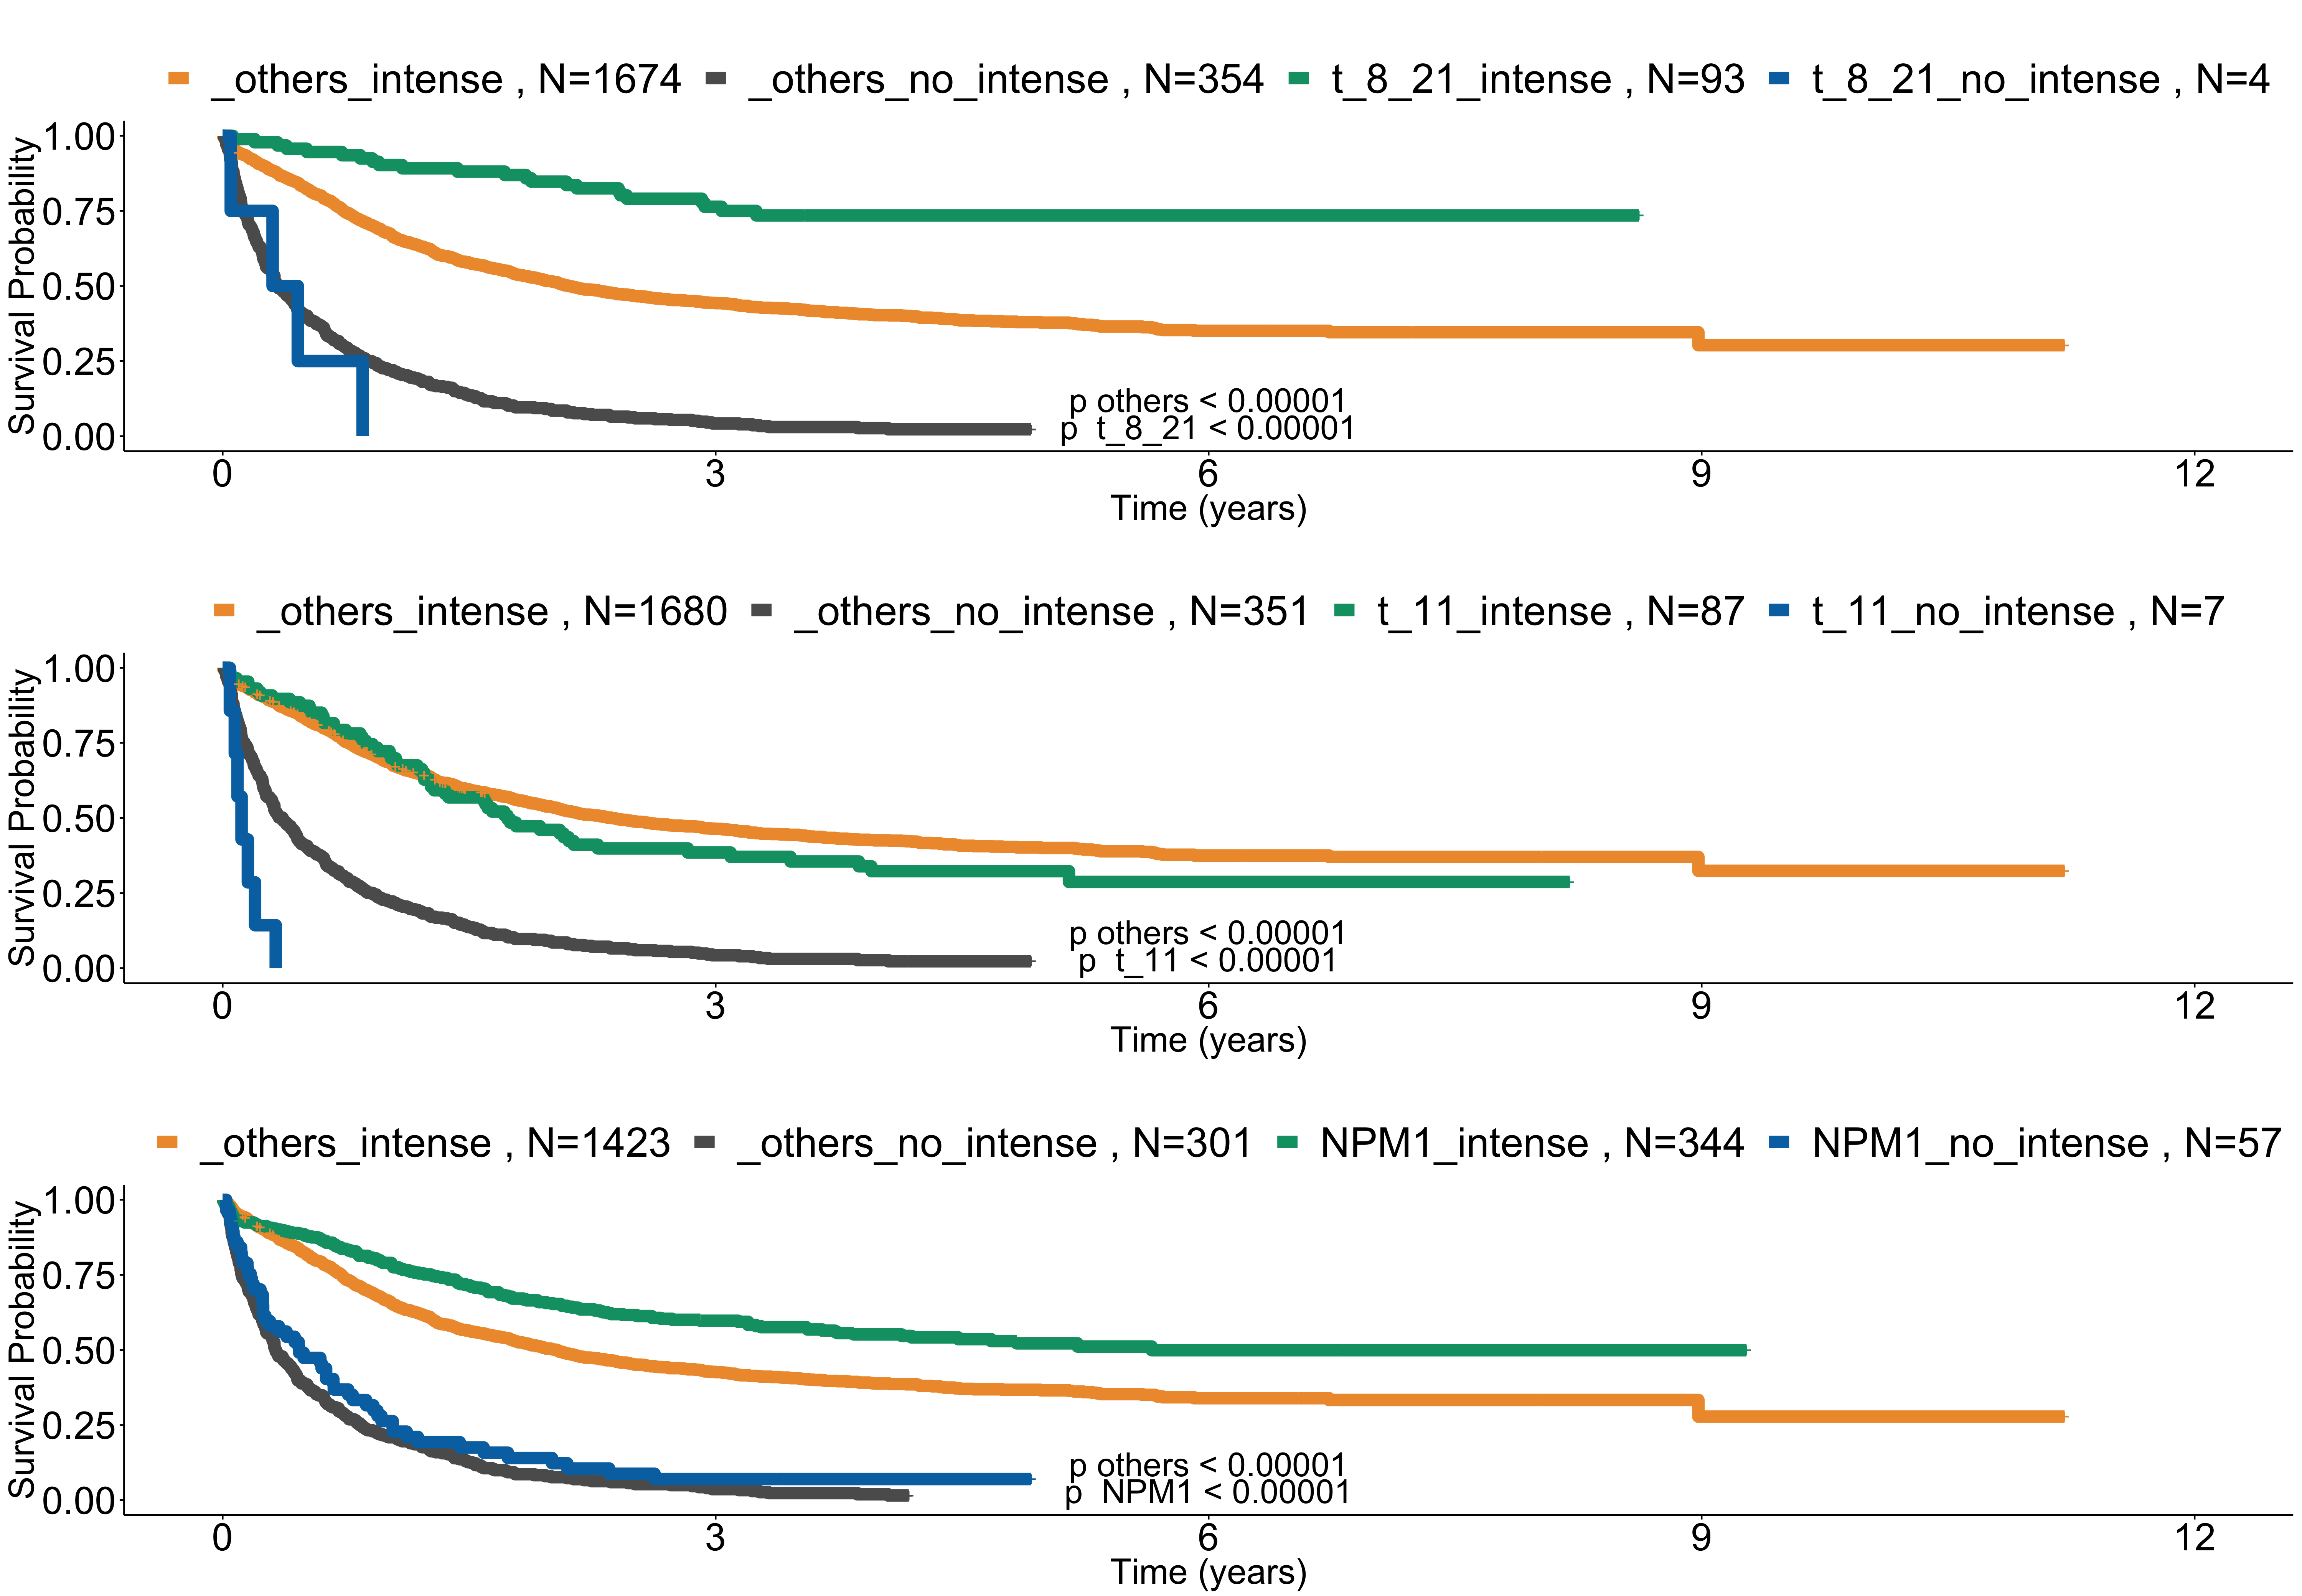 _others_intense , N=1674 _others_no_intense , N=354 t_8_21_intense , N=93 t_8_21_no_intense , N=4
Survival Probability
1.00
0.75
0.50
0.25
0.00
p others < 0.00001
p t_8_21 < 0.00001
0 3 6 9 12
Time (years)
_others_intense , N=1680 _others_no_intense , N=351 t_11_intense , N=87 t_11_no_intense , N=7
Survival Probability
1.00
0.75
0.50
0.25
0.00
p others < 0.00001
p t_11 < 0.00001
0 3 6 9 12
Time (years)
_others_intense , N=1423 _others_no_intense , N=301 NPM1_intense , N=344 NPM1_no_intense , N=57
Survival Probability
1.00
0.75
0.50
0.25
0.00
p others < 0.00001
p NPM1 < 0.00001
0 3 6 9 12
Time (years)